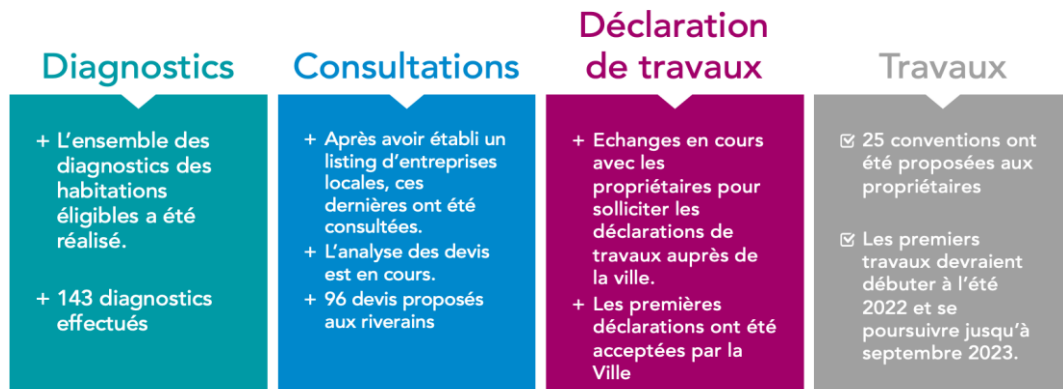 Diagnostics
+ L'ensemble des
diagnostics des
habitations
éligibles a été
réalisé.
+ 143 diagnostics
effectués
Consultations
+ Après avoir établi un
listing d'entreprises
locales, ces
dernières ont été
consultées.
+ L'analyse des devis
est en cours.
+ 96 devis proposés
aux riverains
Déclaration
de travaux
+ Echanges en cours
avec les
propriétaires pour
solliciter les
déclarations de
travaux auprès de
la ville.
+ Les premières
déclarations ont été
acceptées par la
Ville
Travaux
☑ 25 conventions ont
été proposées aux
propriétaires
☑ Les premiers
travaux devraient
débuter à l'été
2022 et se
poursuivre jusqu'à
septembre 2023.